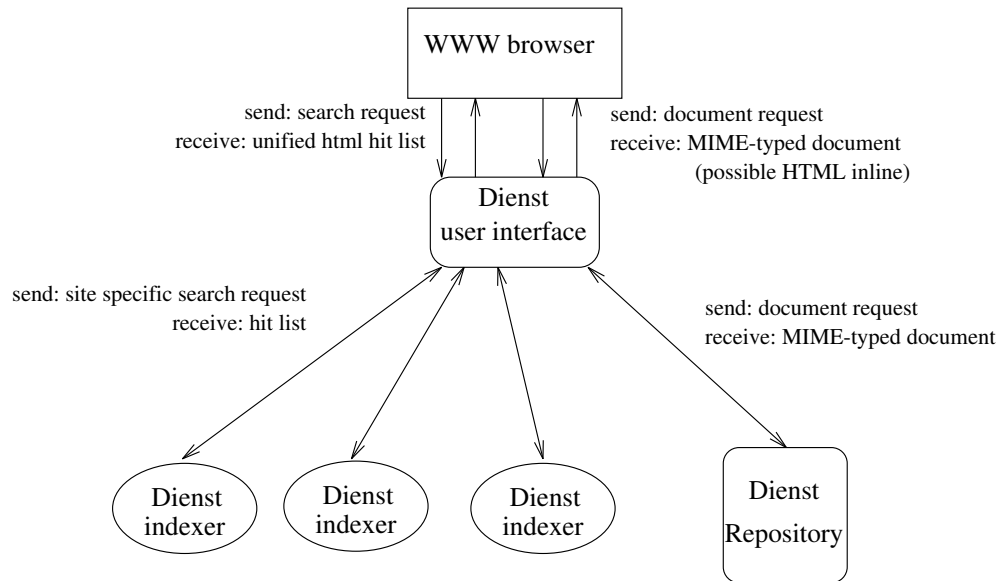 WWW browser
send: search request
receive: unified html hit list
send: document request
receive: MIME-typed document
(possible HTML inline)
Dienst
user interface
send: site specific search request
receive: hit list
send: document request
receive: MIME-typed document
Dienst
indexer
Dienst
indexer
Dienst
indexer
Dienst
Repository